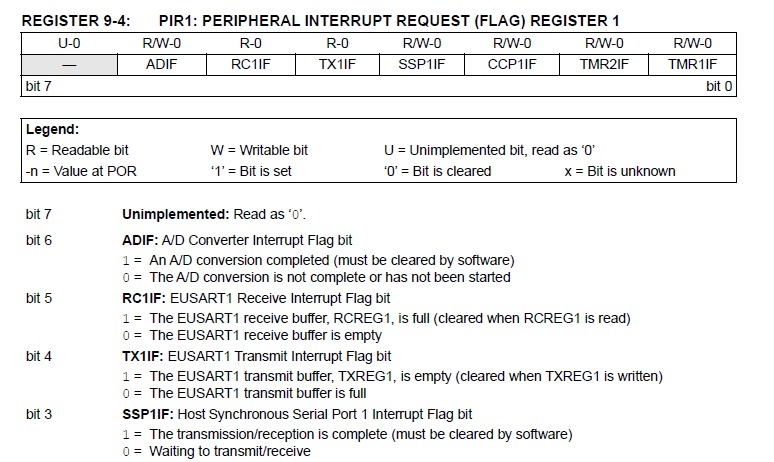 REGISTER 9-4: PIR1: PERIPHERAL INTERRUPT REQUEST (FLAG) REGISTER 1
U-0 R/W-0 R-0 R-0 R/W-0 R/W-0 R/W-0 R/W-0
— ADIF RC1IF TX1IF SSP1IF CCP1IF TMR2IF TMR1IF
bit 7 bit 0
Legend:
R = Readable bit W = Writable bit U = Unimplemented bit, read as ‘0’
-n = Value at POR ‘1’ = Bit is set ‘0’ = Bit is cleared x = Bit is unknown
bit 7 Unimplemented: Read as ‘0’.
bit 6 ADIF: A/D Converter Interrupt Flag bit
1 = An A/D conversion completed (must be cleared by software)
0 = The A/D conversion is not complete or has not been started
bit 5 RC1IF: EUSART1 Receive Interrupt Flag bit
1 = The EUSART1 receive buffer, RCREG1, is full (cleared when RCREG1 is read)
0 = The EUSART1 receive buffer is empty
bit 4 TX1IF: EUSART1 Transmit Interrupt Flag bit
1 = The EUSART1 transmit buffer, TXREG1, is empty (cleared when TXREG1 is written)
0 = The EUSART1 transmit buffer is full
bit 3 SSP1IF: Host Synchronous Serial Port 1 Interrupt Flag bit
1 = The transmission/reception is complete (must be cleared by software)
0 = Waiting to transmit/receive